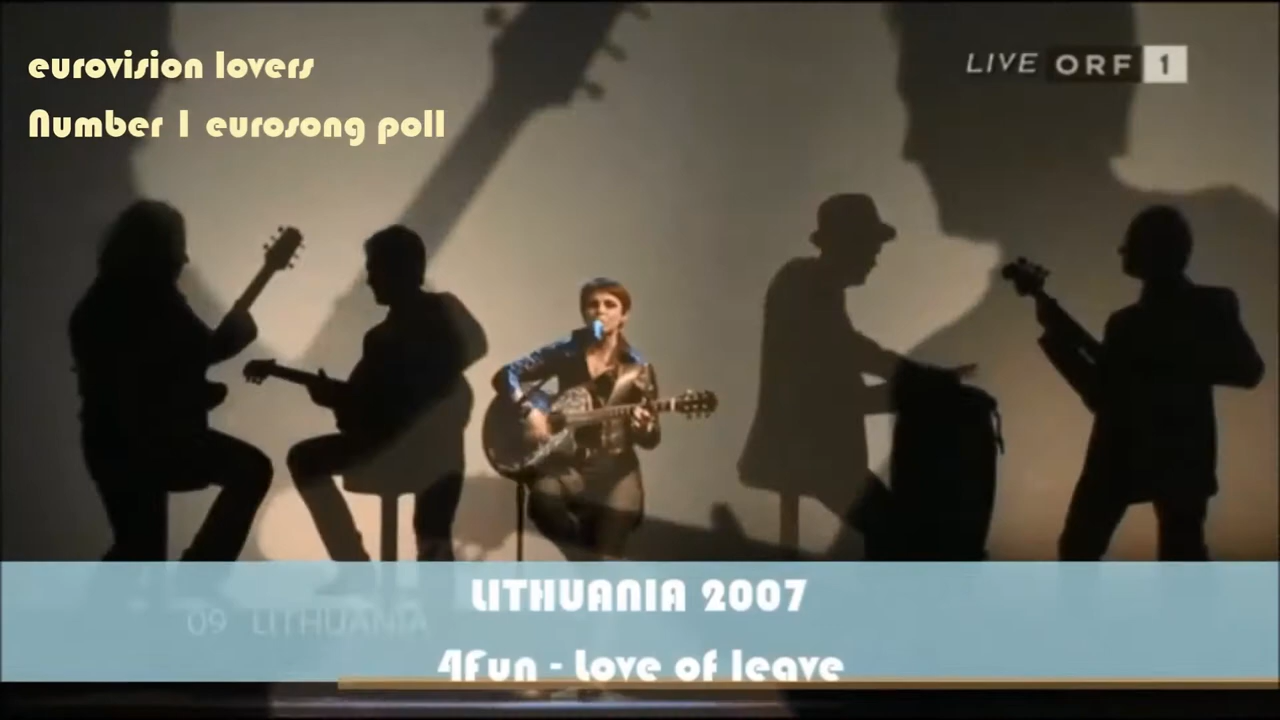 eurovision lovers
Number 1 eurosong poll
LIVE ORF 1
LITHUANIA 2007
09 LITHUANIA
4Fun - Love of leave